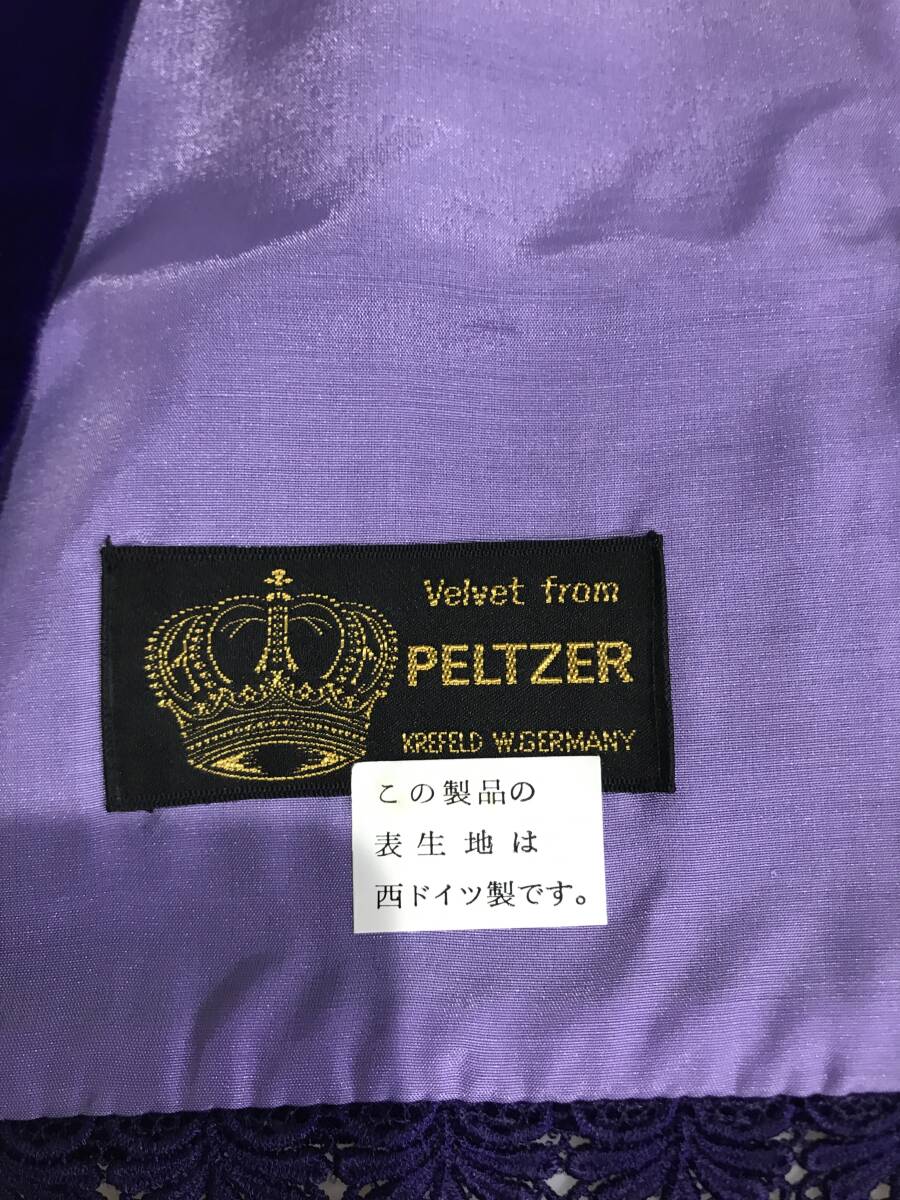 Velvet from
PELTZER
KREFELD W.GERMANY
この製品の
表生地は
西ドイツ製です。